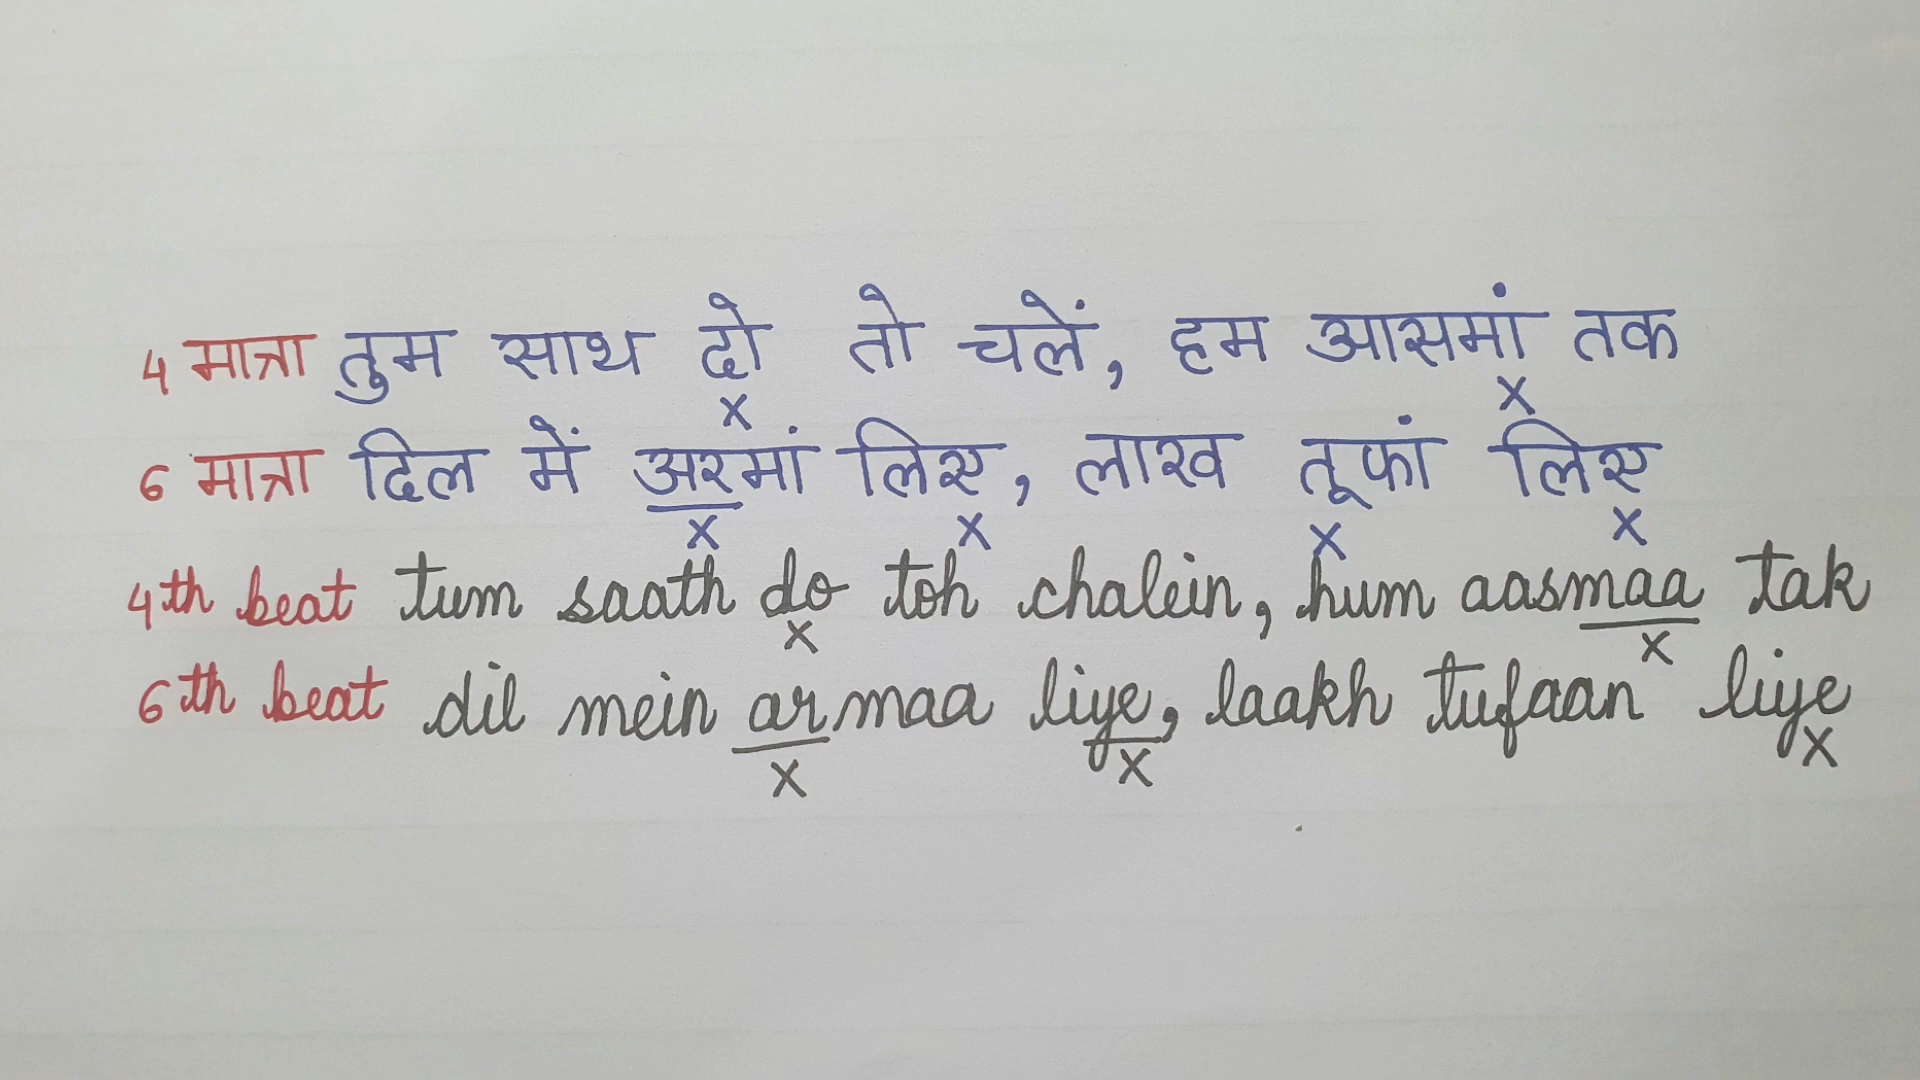 4 मात्रा तुम साथ दो तो चलें, हम आसमां तक
x x
6 मात्रा दिल में अरमां लिए, लाख तूफां लिए
x x x x
4th beat tum saath do toh chalein, hum aasmaa tak
x x
6th beat dil mein armaa liye, laakh tufaan liye
x x x